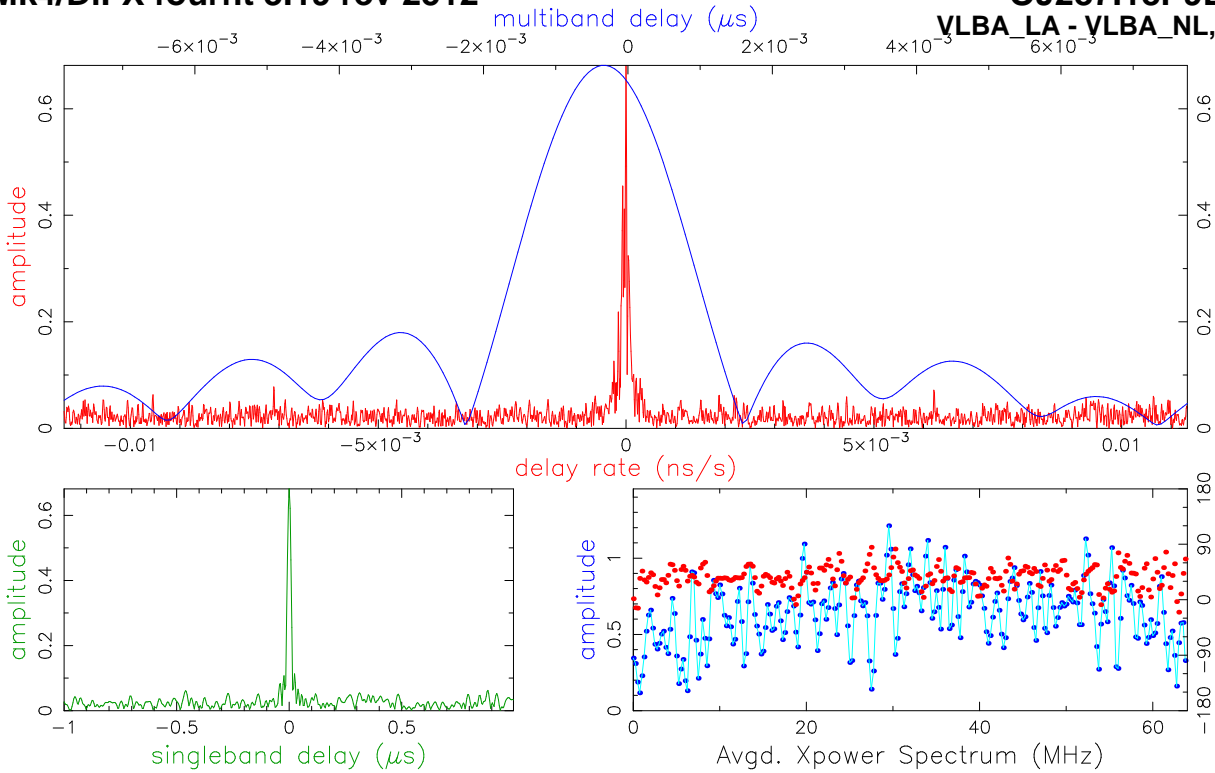 Mk4/DiFX fourfit rev
multiband delay (μs)
VLBA_LA - VLBA_NL,
−6×10⁻³ −4×10⁻³ −2×10⁻³ 0 2×10⁻³ 4×10⁻³ 6×10⁻³
amplitude
0 0.2 0.4 0.6
0 0.2 0.4 0.6
−0.01 −5×10⁻³ 0 5×10⁻³ 0.01
delay rate (ns/s)
amplitude
0 0.2 0.4 0.6
−1 −0.5 0 0.5
singleband delay (μs)
amplitude
0 0.5 1
−180 −90 0 90 180
0 20 40 60
Avgd. Xpower Spectrum (MHz)